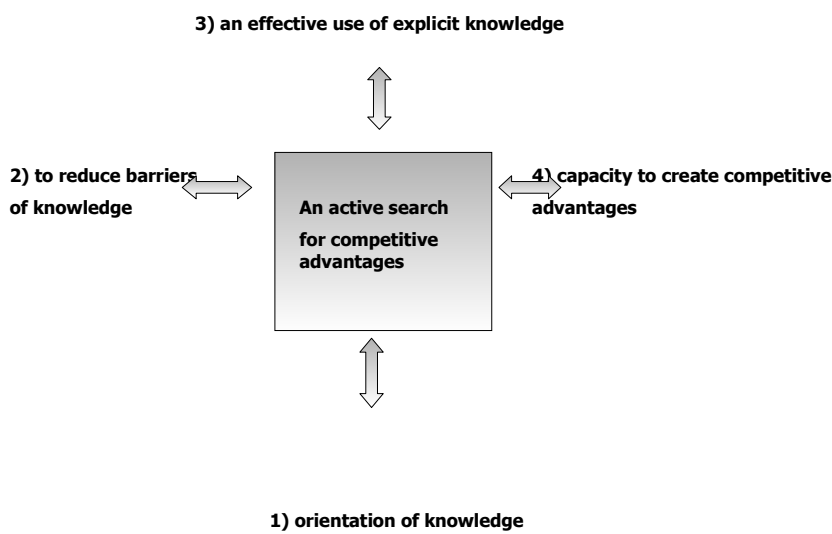 3) an effective use of explicit knowledge
2) to reduce barriers
of knowledge
An active search
for competitive
advantages
4) capacity to create competitive
advantages
1) orientation of knowledge